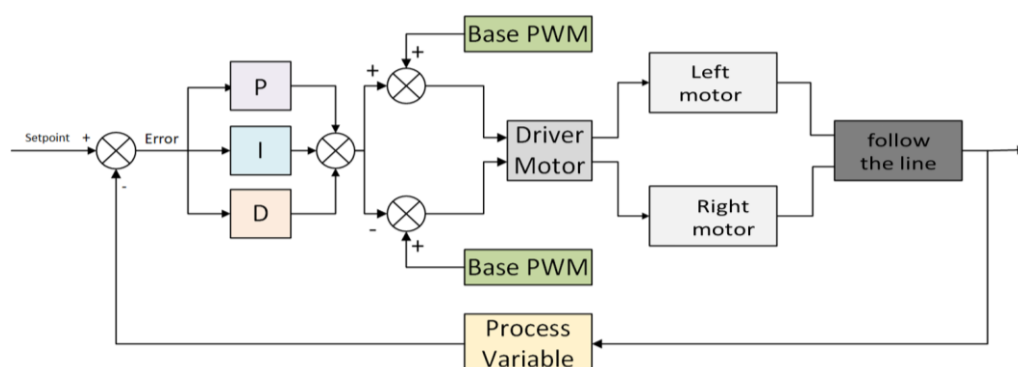 Base PWM
+
+
Left
motor
P
Setpoint
+
Error
I
Driver
Motor
follow
the line
-
D
-
+
Right
motor
Base PWM
Process
Variable